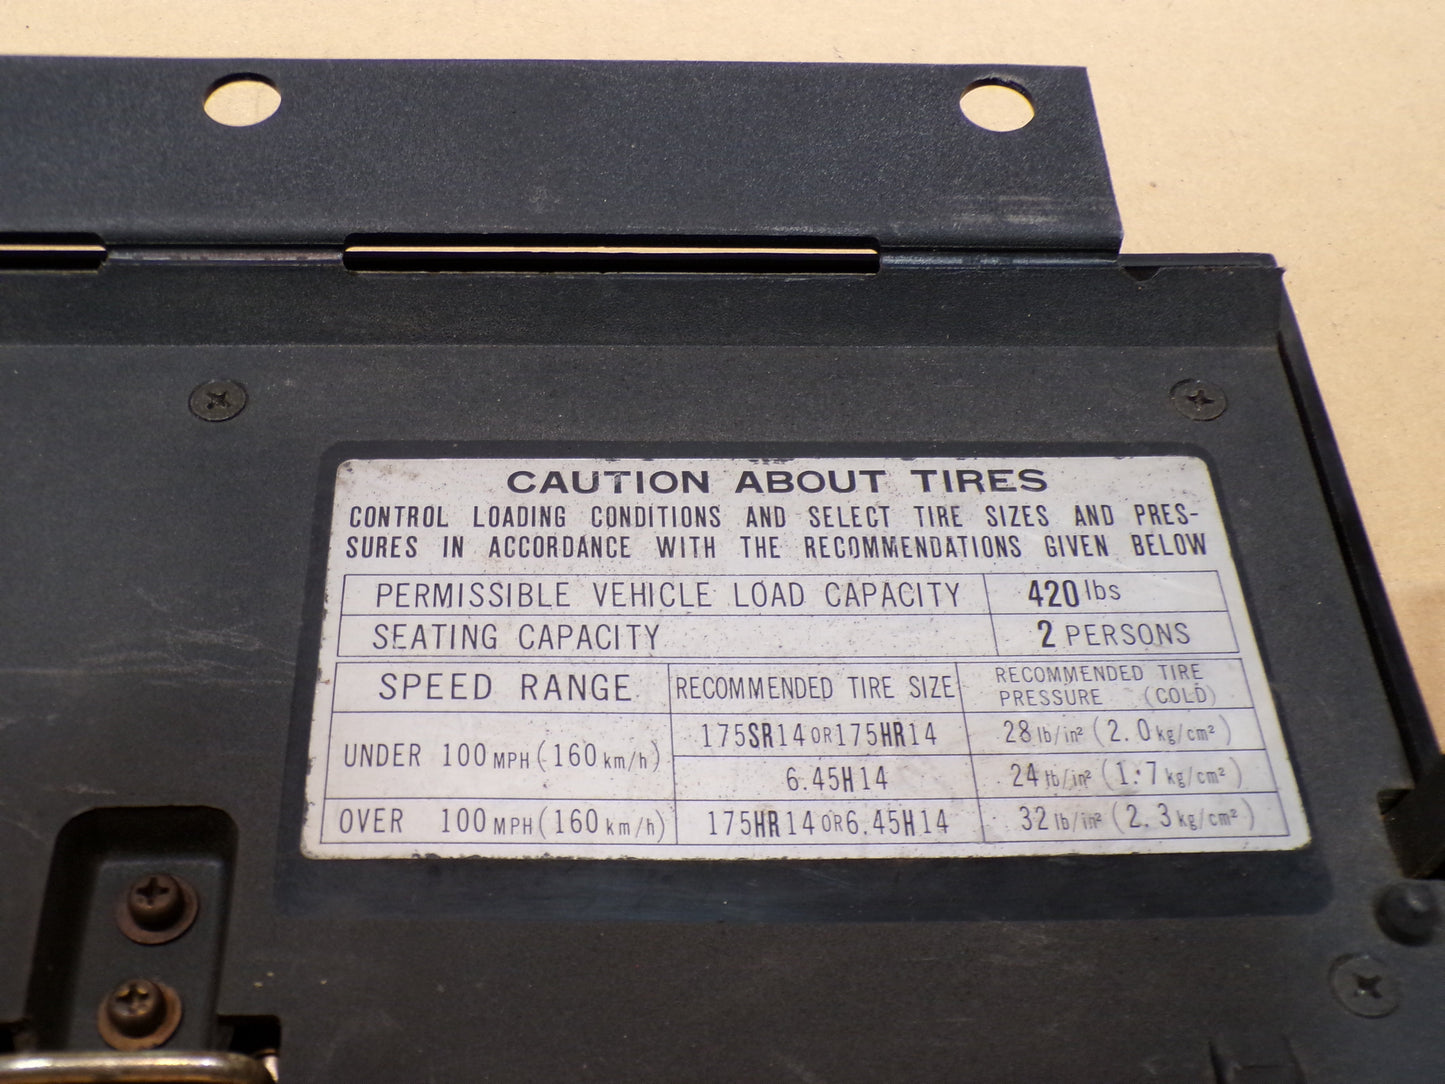 CAUTION ABOUT TIRES
CONTROL LOADING CONDITIONS AND SELECT TIRE SIZES AND PRES-
SURES IN ACCORDANCE WITH THE RECOMMENDATIONS GIVEN BELOW
PERMISSIBLE VEHICLE LOAD CAPACITY 420 lbs
SEATING CAPACITY 2 PERSONS
SPEED RANGE RECOMMENDED TIRE SIZE RECOMMENDED TIRE
PRESSURE (COLD)
UNDER 100 MPH (160 km/h) 175SR14 OR 175HR14 28 lb/in² (2.0 kg/cm²)
6.45H14 24 lb/in² (1.7 kg/cm²)
OVER 100 MPH (160 km/h) 175HR14 OR 6.45H14 32 lb/in² (2.3 kg/cm²)